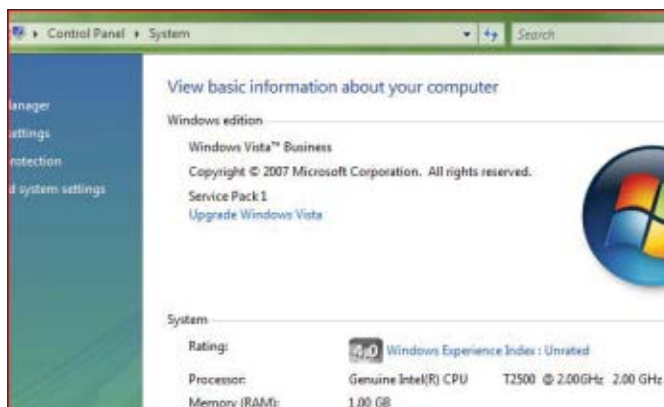 Control Panel ▸ System Search
View basic information about your computer
anager
ettings
rotection
d system settings
Windows edition
Windows Vista™ Business
Copyright © 2007 Microsoft Corporation. All rights reserved.
Service Pack 1
Upgrade Windows Vista
System
Rating: 4.0 Windows Experience Index : Unrated
Processor: Genuine Intel(R) CPU T2500 @ 2.00GHz 2.00 GHz
Memory (RAM): 1.00 GB